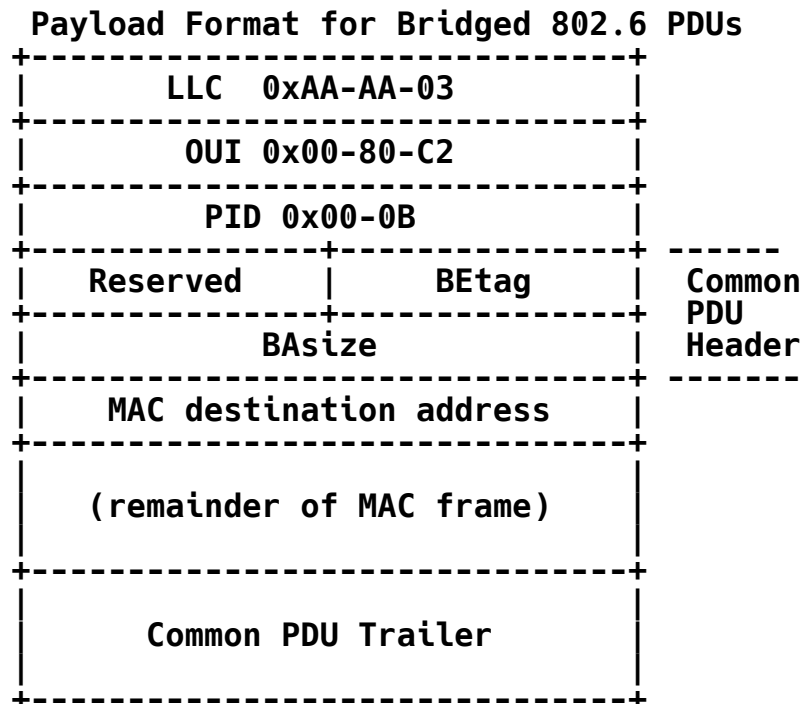 Payload Format for Bridged 802.6 PDUs
+-------------------------------+
|       LLC  0xAA-AA-03         |
+-------------------------------+
|        OUI 0x00-80-C2         |
+-------------------------------+
|         PID 0x00-0B           |
+---------------+---------------+ ------
|   Reserved    |     BEtag     |  Common
+---------------+---------------+  PDU
|            BAsize             |  Header
+-------------------------------+ -------
|    MAC destination address    |
+-------------------------------+
|                               |
|   (remainder of MAC frame)    |
|                               |
+-------------------------------+
|                               |
|      Common PDU Trailer       |
|                               |
+-------------------------------+